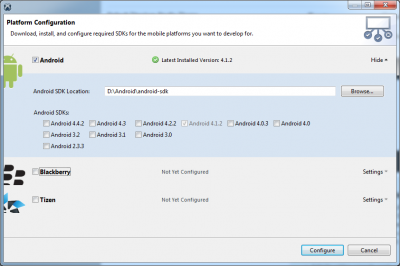 Platform Configuration
Download, install, and configure required SDKs for the mobile platforms you want to develop for.
Android Latest Installed Version: 4.1.2 Hide
Android SDK Location: D:\Android\android-sdk Browse...
Android SDKs:
Android 4.4.2 Android 4.3 Android 4.2.2 Android 4.1.2 Android 4.0.3 Android 4.0
Android 3.2 Android 3.1 Android 3.0
Android 2.3.3
Blackberry Not Yet Configured Settings
Tizen Not Yet Configured Settings
Configure Cancel